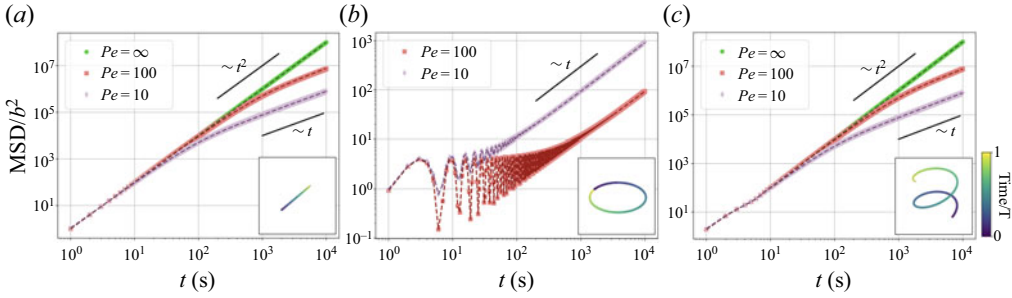 (a)
MSD/b²
10⁷
10⁵
10³
10¹
Pe = ∞
Pe = 100
Pe = 10
~ t²
~ t
10⁰ 10¹ 10² 10³ 10⁴
t (s)
(b)
10³
10²
10¹
10⁰
10⁻¹
Pe = 100
Pe = 10
~ t
10⁰ 10¹ 10² 10³ 10⁴
t (s)
(c)
10⁷
10⁵
10³
10¹
Pe = ∞
Pe = 100
Pe = 10
~ t²
~ t
10⁰ 10¹ 10² 10³ 10⁴
t (s)
1
Time/T
0